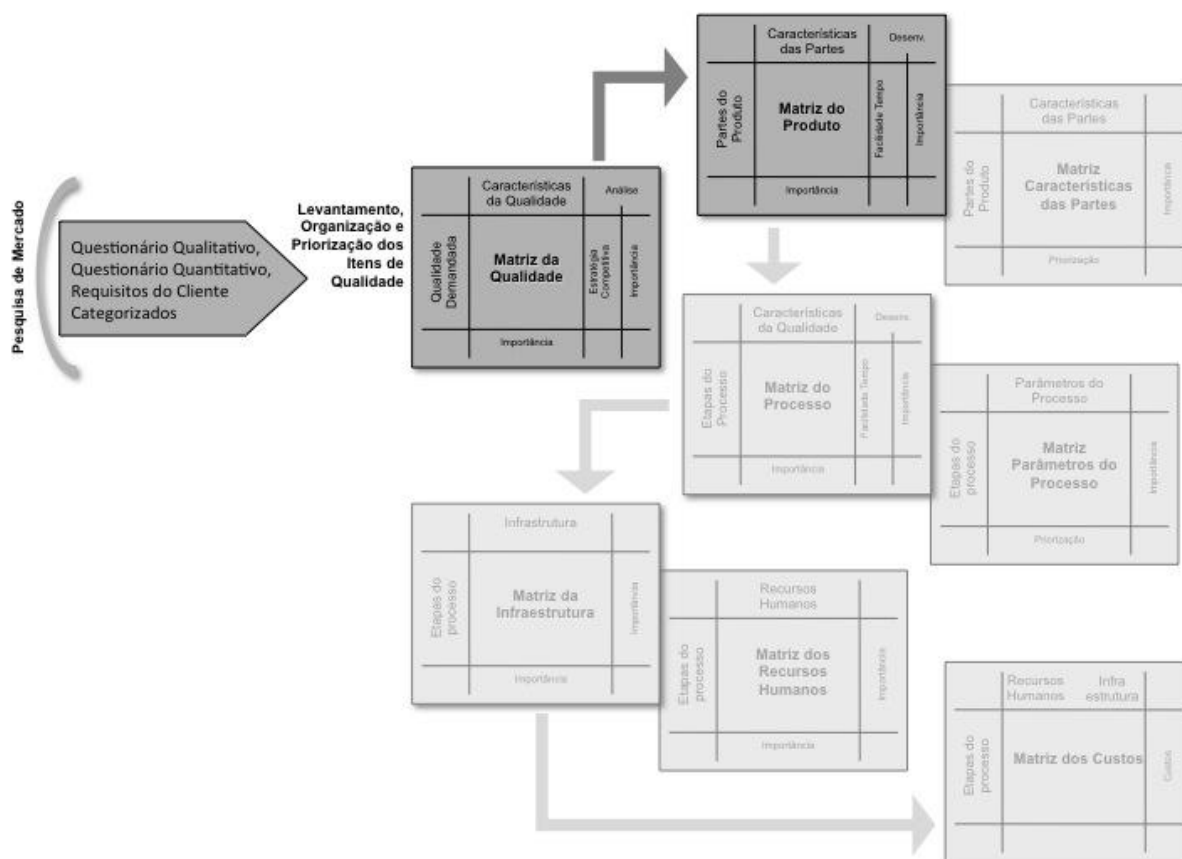 Pesquisa de Mercado
Questionário Qualitativo,
Questionário Quantitativo,
Requisitos do Cliente
Categorizados
Levantamento,
Organização e
Priorização dos
Itens de
Qualidade
Características
da Qualidade
Análise
Qualidade
Demandada
Matriz da
Qualidade
Estratégia
Competitiva
Importância
Importância
Características
das Partes
Desenv.
Partes do
Produto
Matriz do
Produto
Facilidade Tempo
Importância
Importância
Características
das Partes
Partes do
Produto
Matriz
Características
das Partes
Importância
Priorização
Características
da Qualidade
Desenv.
Etapas do
Processo
Matriz do
Processo
Facilidade Tempo
Importância
Importância
Parâmetros do
Processo
Etapas do
processo
Matriz
Parâmetros do
Processo
Importância
Priorização
Infrastrutura
Etapas do
processo
Matriz da
Infraestrutura
Importância
Importância
Recursos
Humanos
Etapas do
processo
Matriz dos
Recursos
Humanos
Importância
Importância
Recursos
Humanos
Infra
estrutura
Etapas do
processo
Matriz dos Custos
Custos